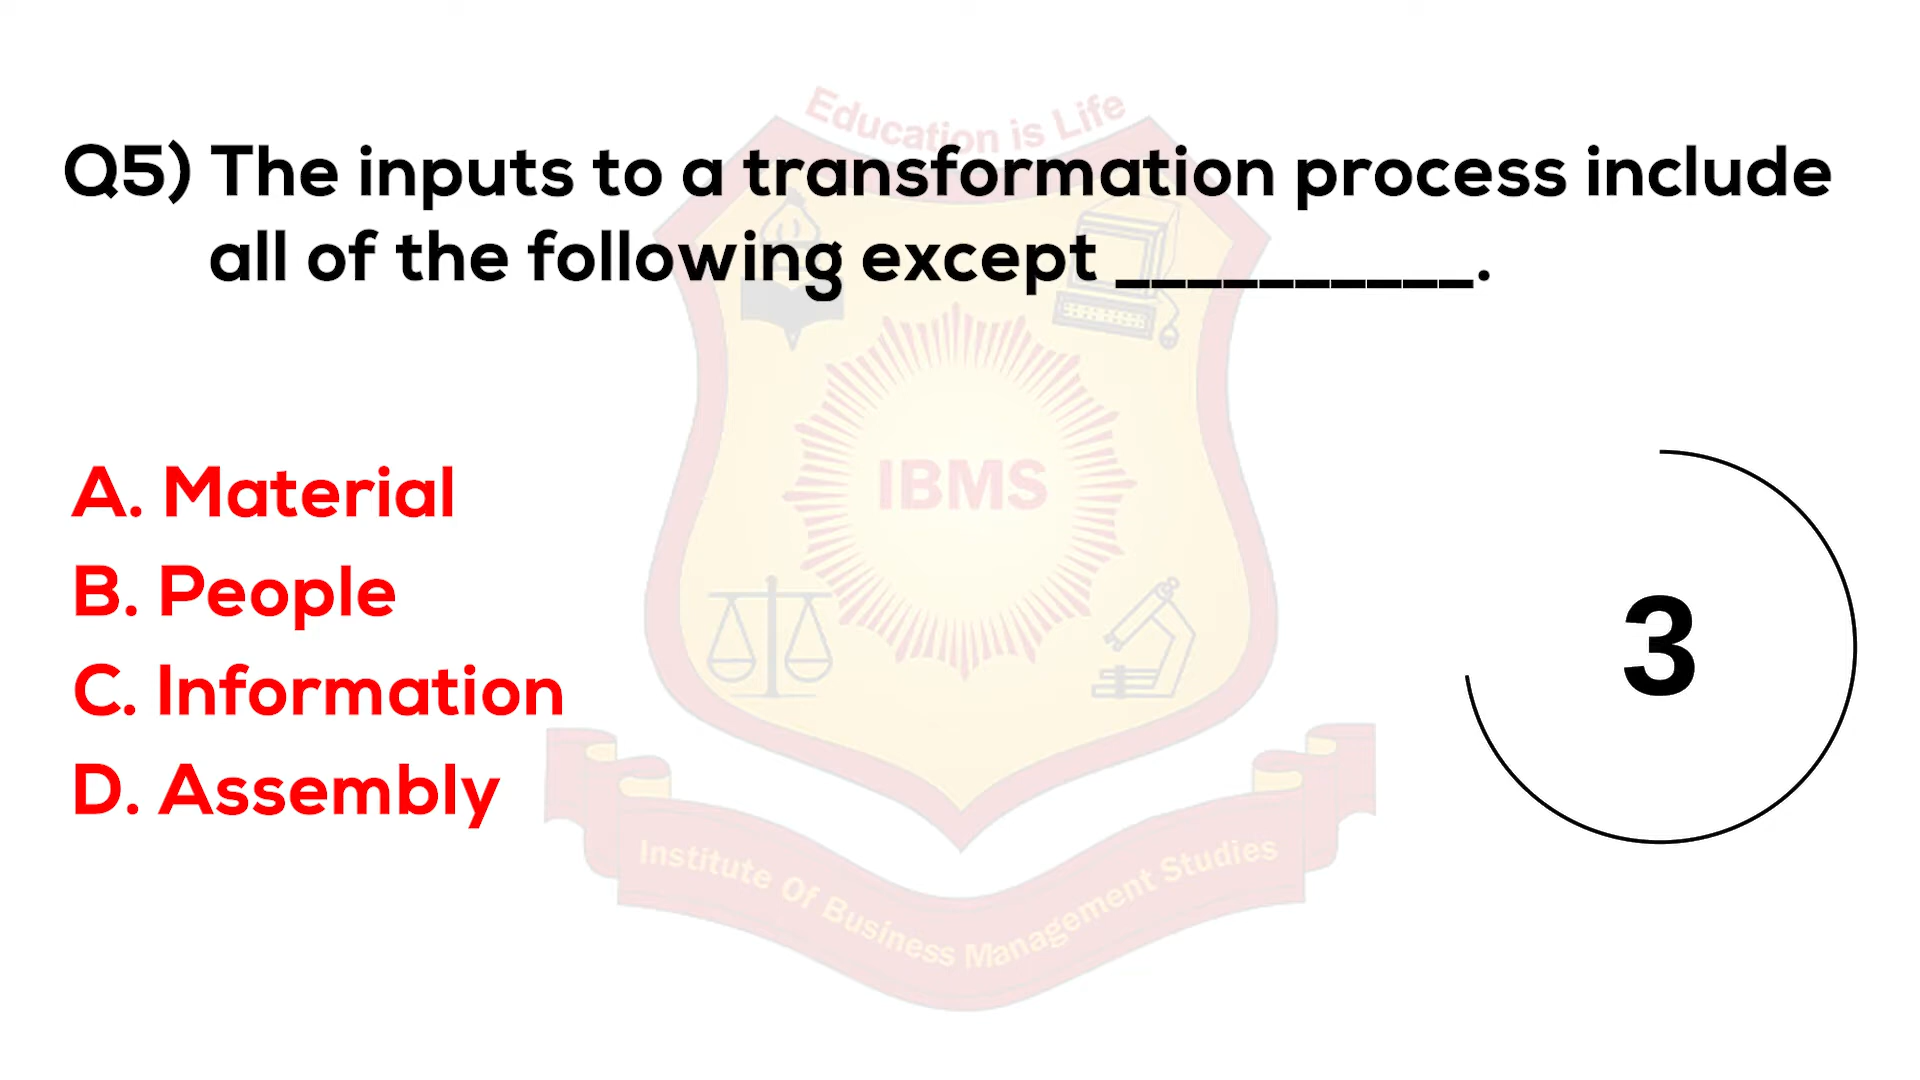 Education is Life
Q5) The inputs to a transformation process include
all of the following except __________.
IBMS
A. Material
B. People
C. Information
D. Assembly
3
Institute Of Business Management Studies